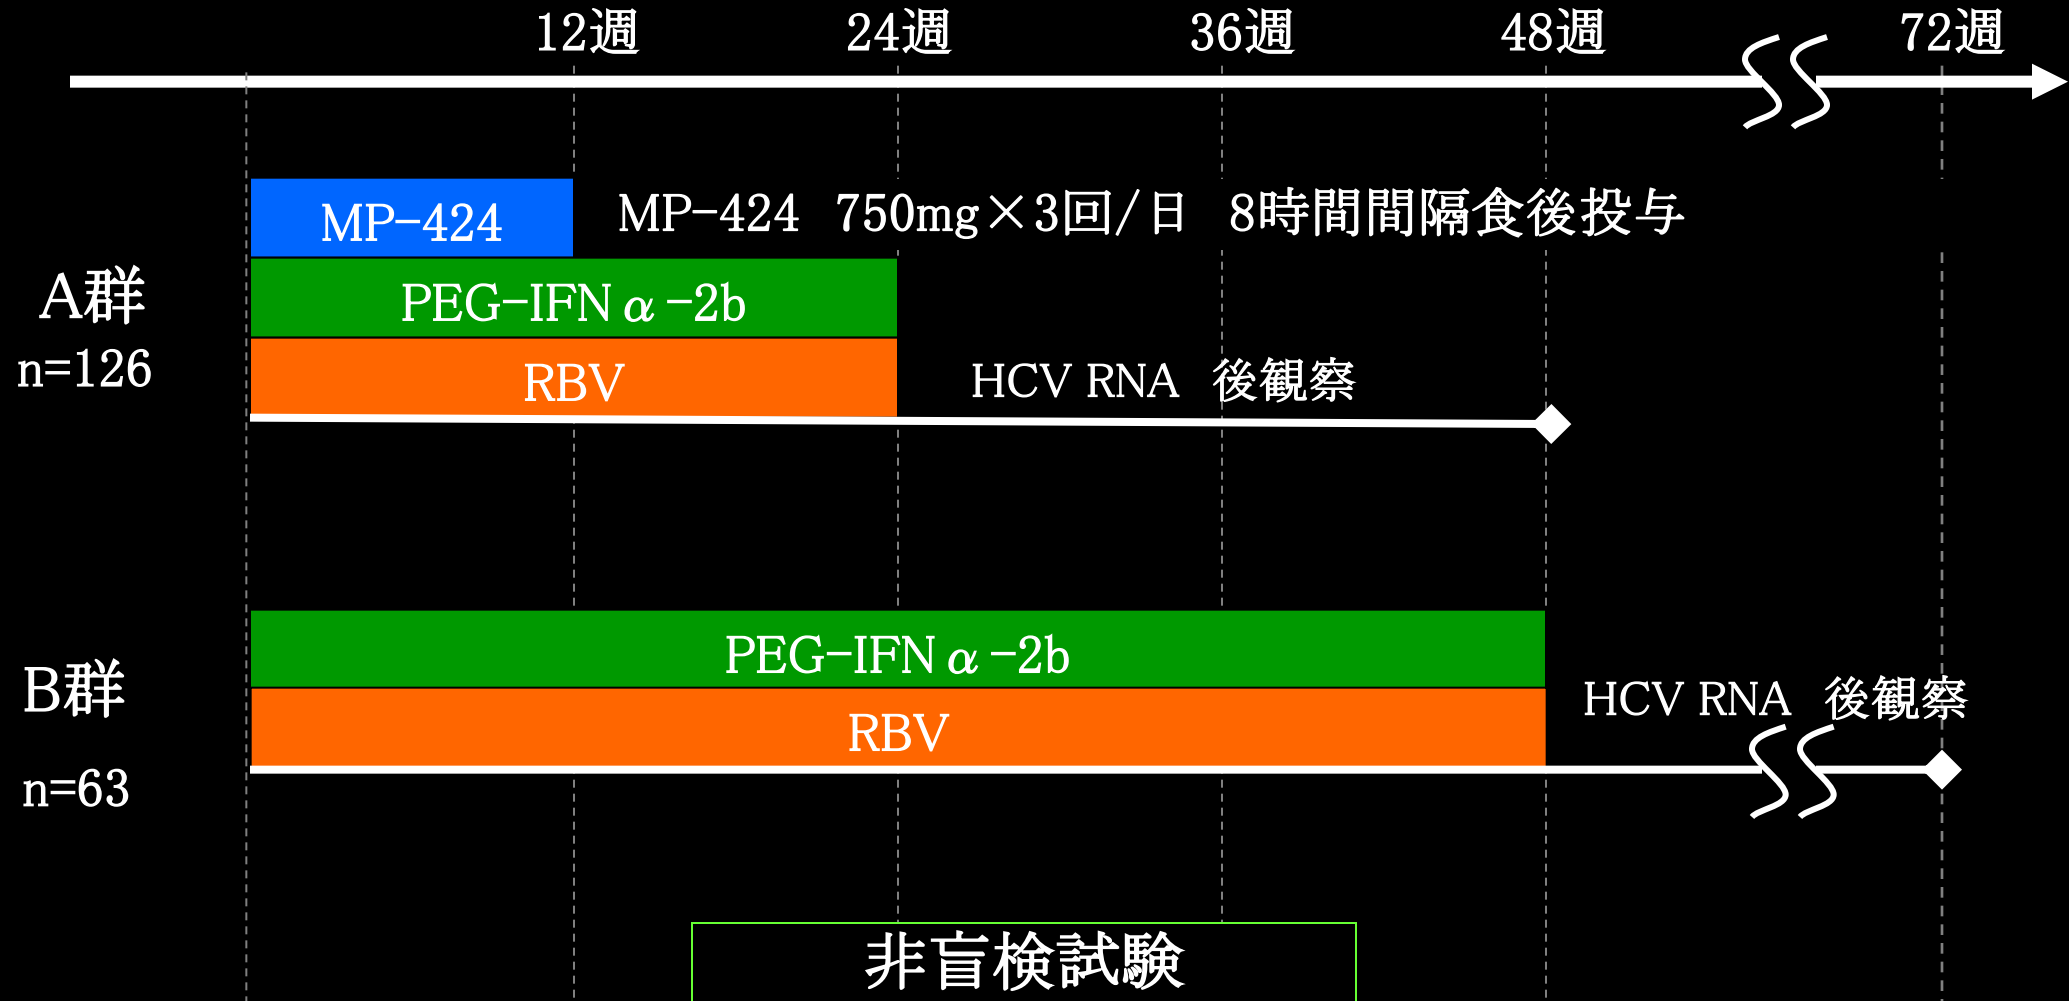 12週 24週 36週 48週 72週
MP-424
MP-424 750mg×3回/日 8時間間隔食後投与
A群
n=126
PEG-IFNα-2b
RBV
HCV RNA 後観察
B群
n=63
PEG-IFNα-2b
RBV
HCV RNA 後観察
非盲検試験